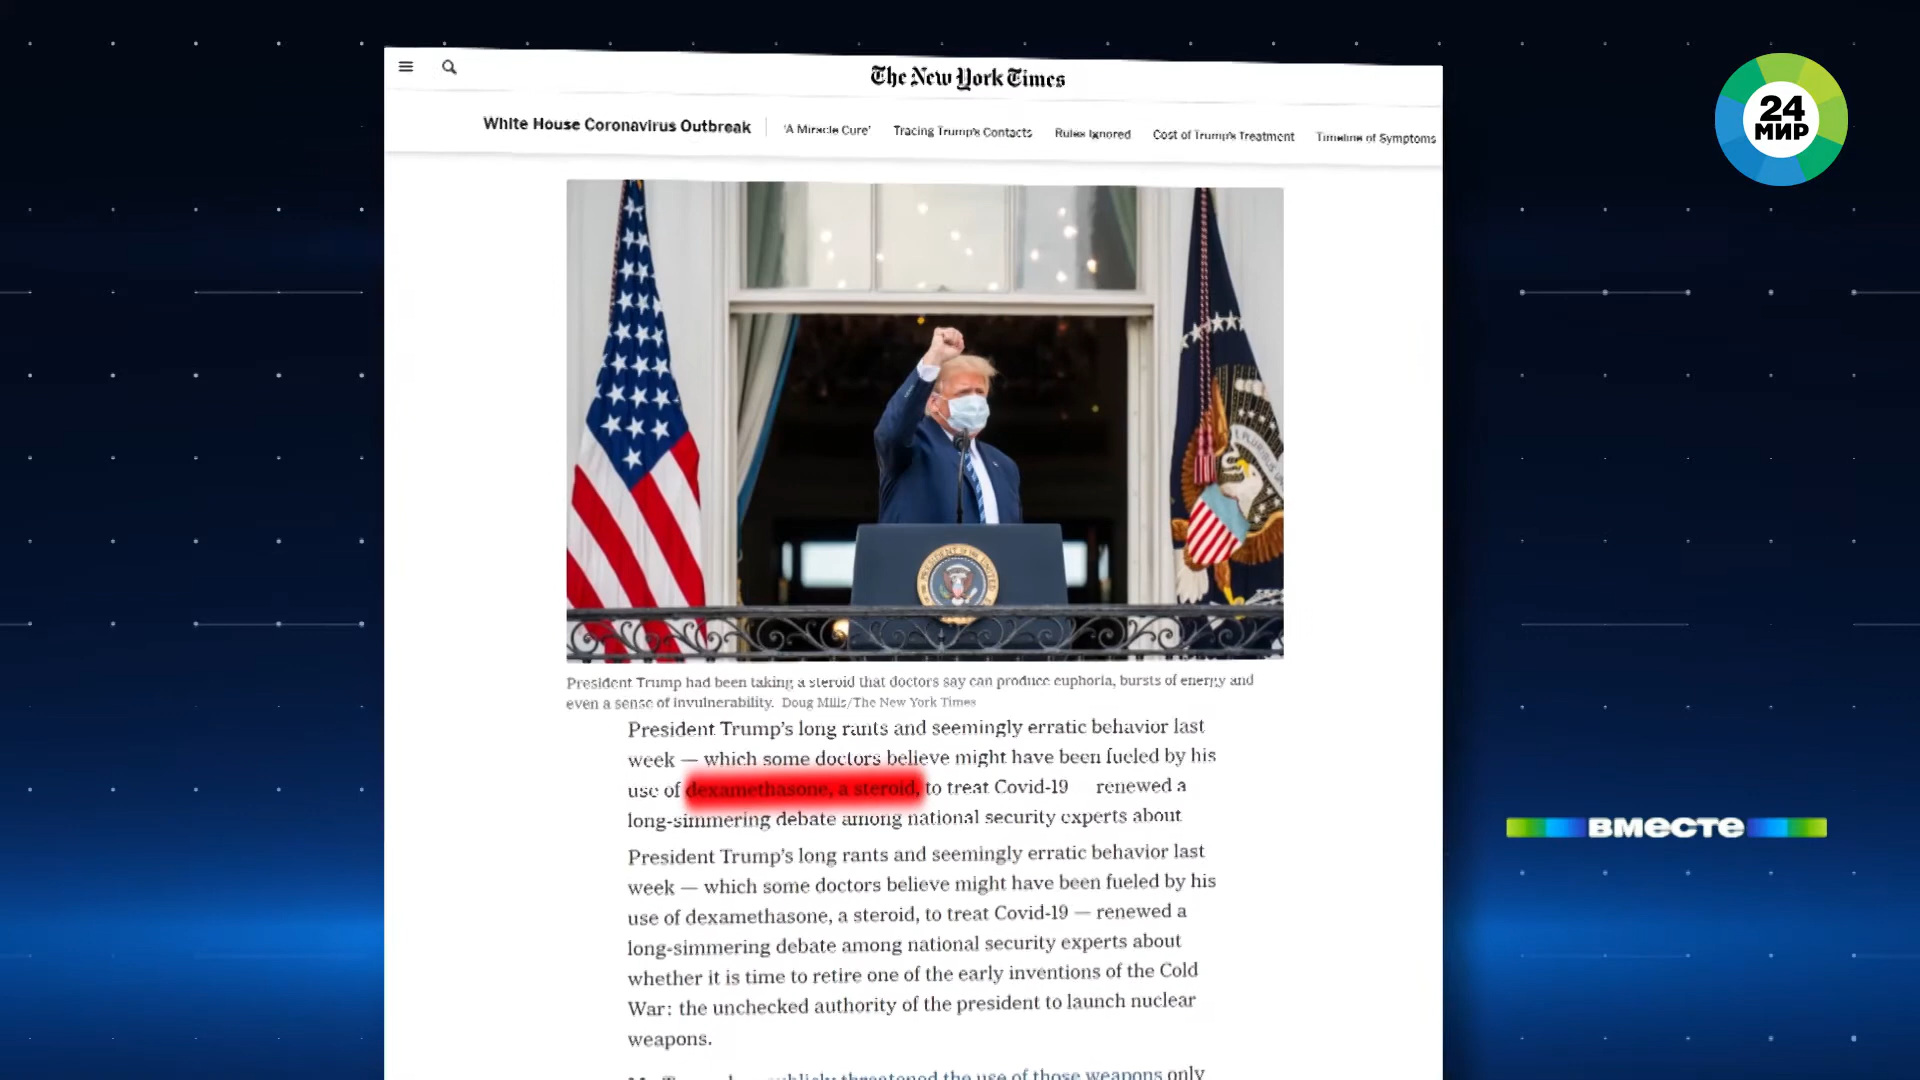 The New York Times
24
МИР
White House Coronavirus Outbreak
'A Miracle Cure'
Tracing Trump's Contacts
Rules Ignored
Cost of Trump's Treatment
Timeline of Symptoms
President Trump had been taking a steroid that doctors say can produce euphoria, bursts of energy and
even a sense of invulnerability. Doug Mills/The New York Times
President Trump's long rants and seemingly erratic behavior last
week — which some doctors believe might have been fueled by his
use of dexamethasone, a steroid, to treat Covid-19 renewed a
long-simmering debate among national security experts about
ВМЕСТЕ
President Trump's long rants and seemingly erratic behavior last
week — which some doctors believe might have been fueled by his
use of dexamethasone, a steroid, to treat Covid-19 — renewed a
long-simmering debate among national security experts about
whether it is time to retire one of the early inventions of the Cold
War: the unchecked authority of the president to launch nuclear
weapons.
threatened the use of those weapons only